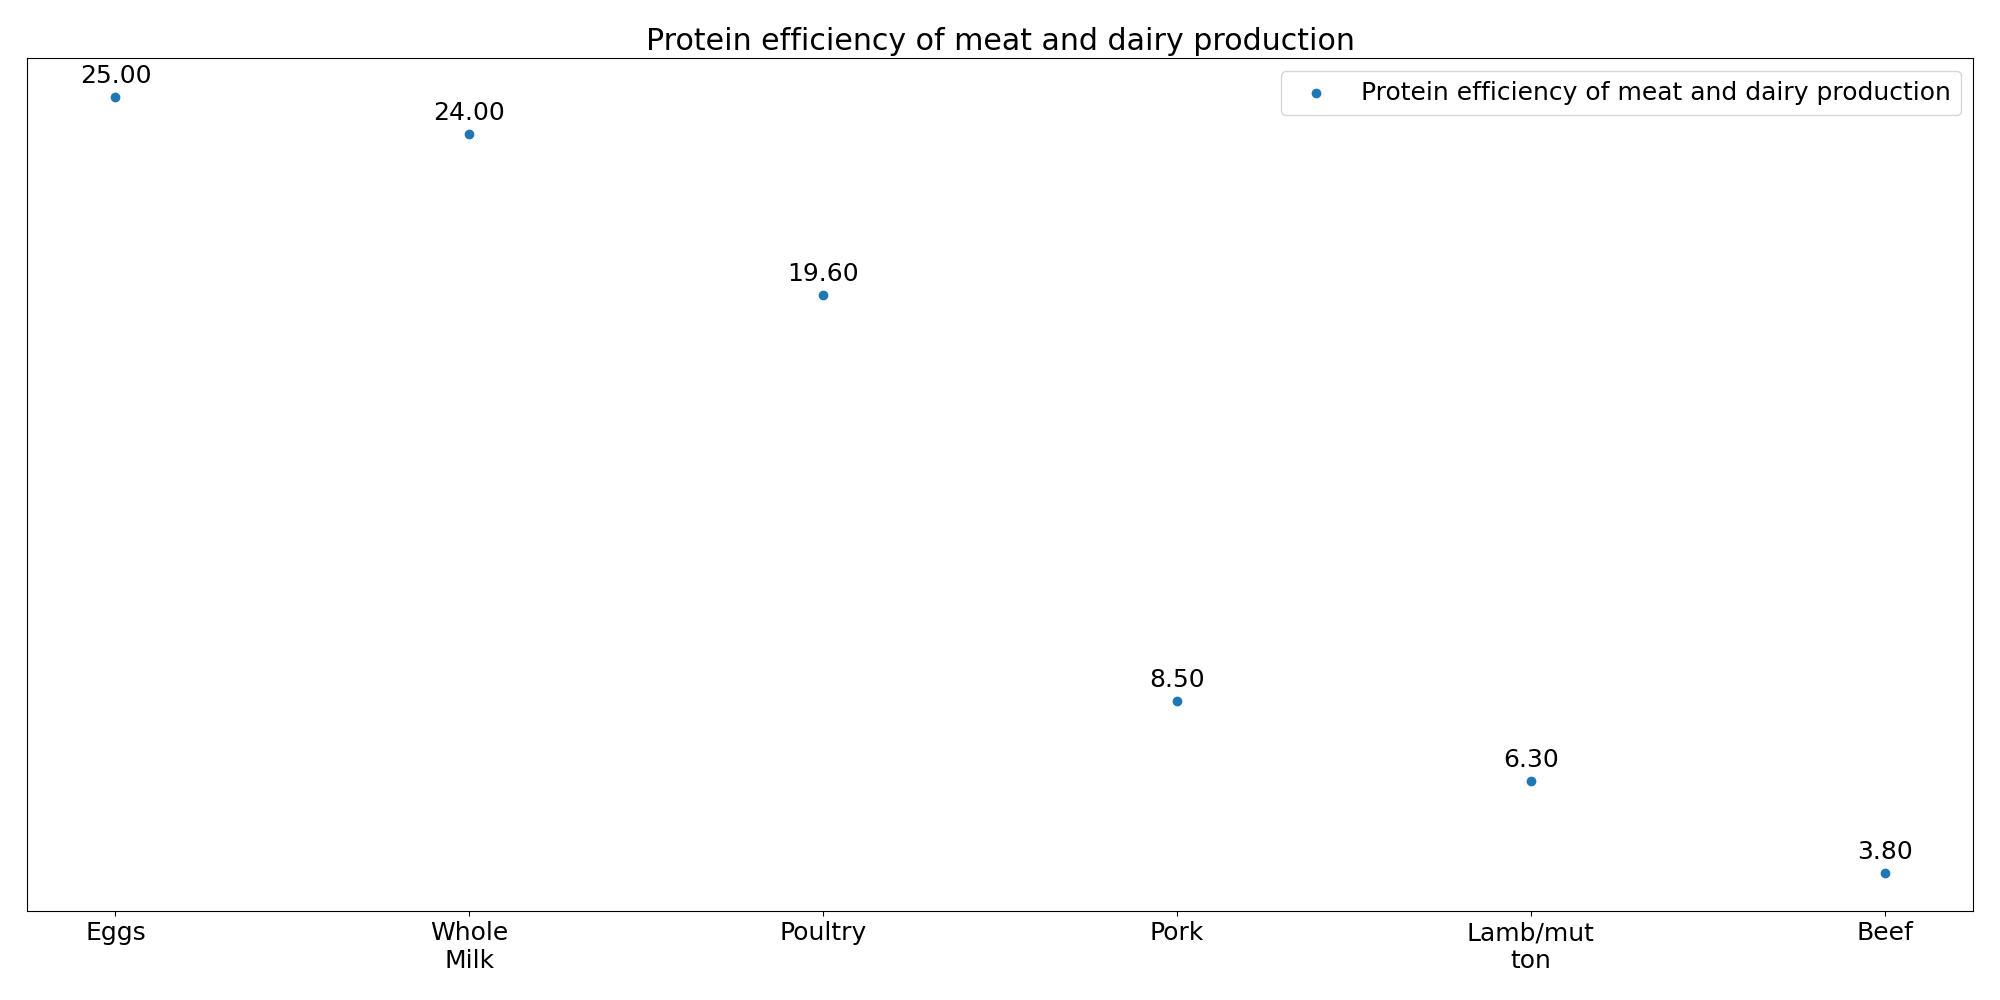 Protein efficiency of meat and dairy production
Protein efficiency of meat and dairy production
25.00
24.00
19.60
8.50
6.30
3.80
Eggs
Whole
Milk
Poultry
Pork
Lamb/mut
ton
Beef